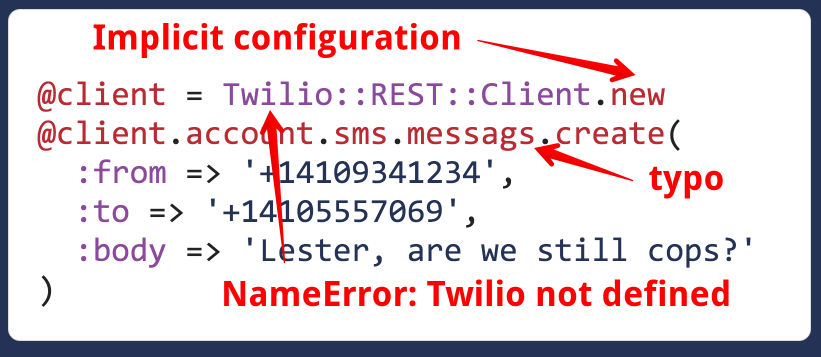 Implicit configuration
@client = Twilio::REST::Client.new
@client.account.sms.messags.create(
:from => '+14109341234',
typo
:to => '+14105557069',
:body => 'Lester, are we still cops?'
)
NameError: Twilio not defined